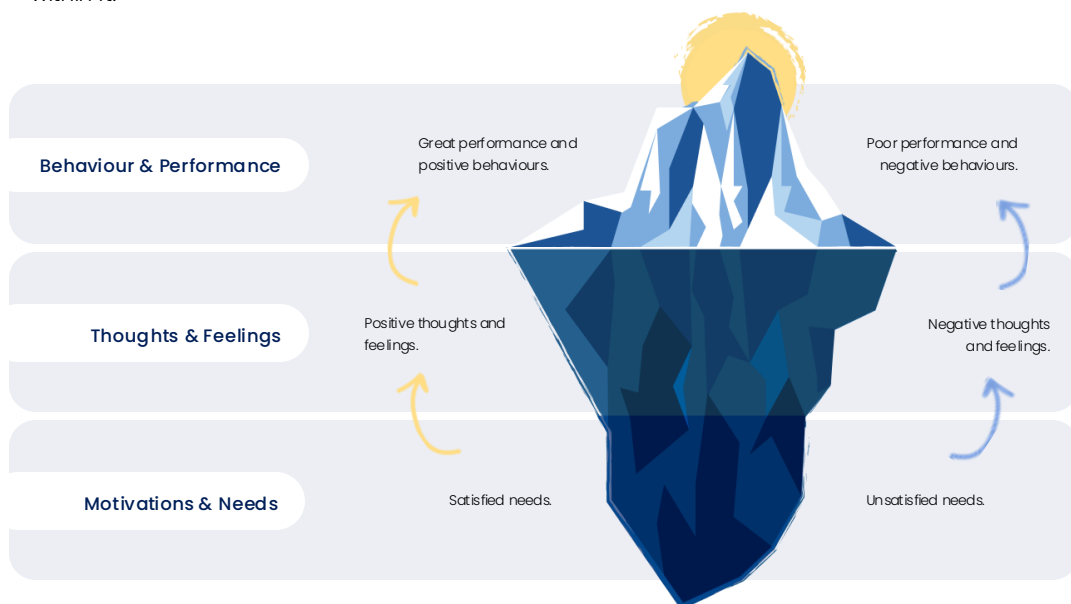 Behaviour & Performance
Great performance and
positive behaviours.
Poor performance and
negative behaviours.
Thoughts & Feelings
Positive thoughts and
feelings.
Negative thoughts
and feelings.
Motivations & Needs
Satisfied needs.
Unsatisfied needs.